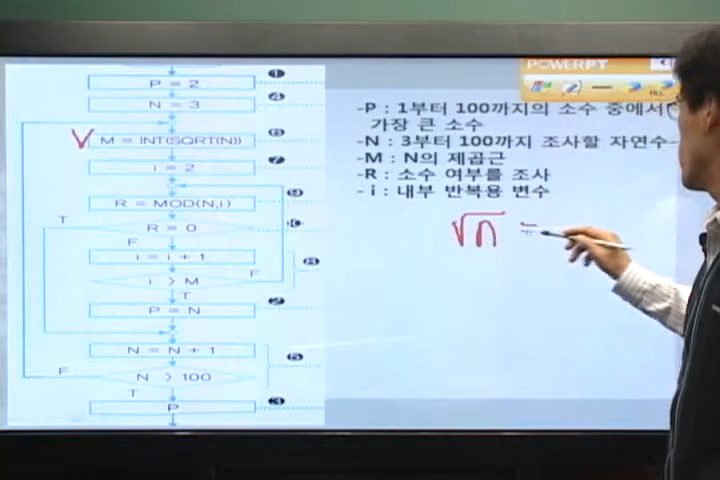 POWERPT
P = 2
N = 3
M = INT(SQRT(N))
i = 2
R = MOD(N,i)
T
R = 0
F
i = i + 1
i > M
F
T
P = N
N = N + 1
F
N > 100
T
P
-P : 1부터 100까지의 소수 중에서
가장 큰 소수
-N : 3부터 100까지 조사할 자연수
-M : N의 제곱근
-R : 소수 여부를 조사
- i : 내부 반복용 변수
√n =